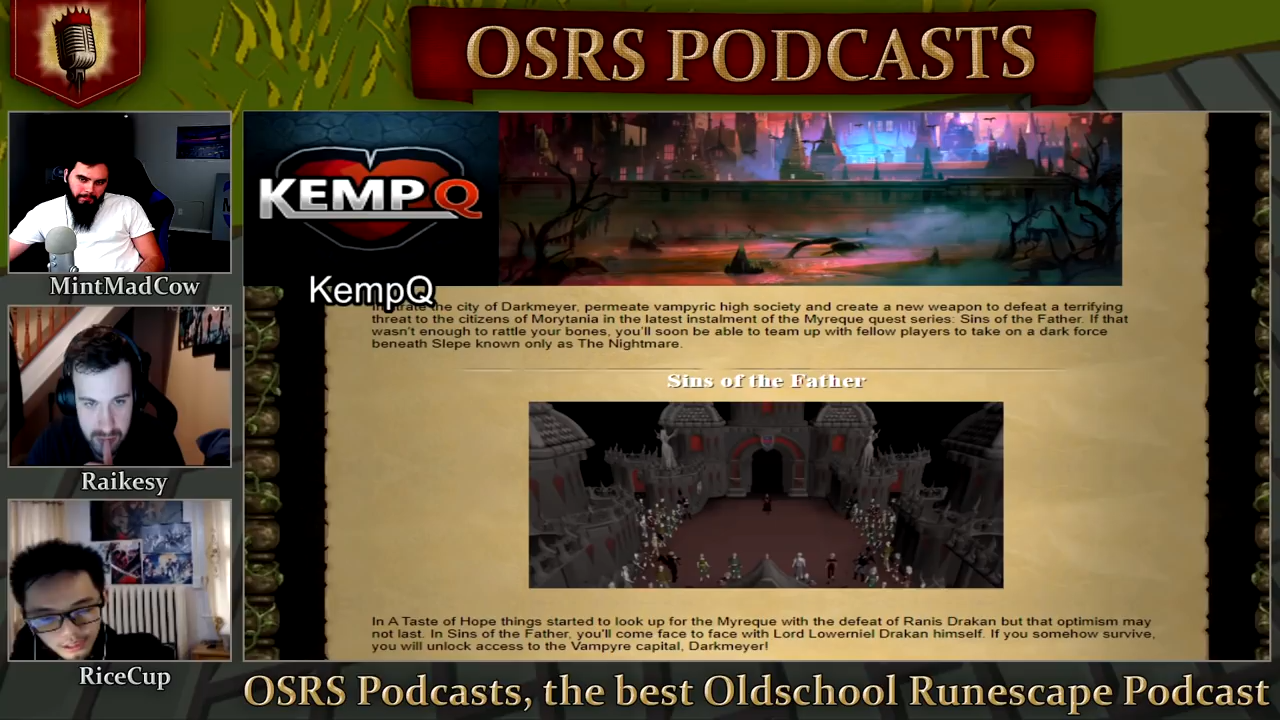 OSRS PODCASTS
KEMPQ
KempQ
MintMadCow
the city of Darkmeyer, permeate vampyric high society and create a new weapon to defeat a terrifying
threat to the citizens of Morytania in the latest instalment of the Myreque quest series: Sins of the Father. If that
wasn't enough to rattle your bones, you'll soon be able to team up with fellow players to take on a dark force
beneath Slepe known only as The Nightmare.
Sins of the Father
Raikesy
In A Taste of Hope things started to look up for the Myreque with the defeat of Ranis Drakan but that optimism may
not last. In Sins of the Father, you'll come face to face with Lord Lowerniel Drakan himself. If you somehow survive,
you will unlock access to the Vampyre capital, Darkmeyer!
RiceCup
OSRS Podcasts, the best Oldschool Runescape Podcast